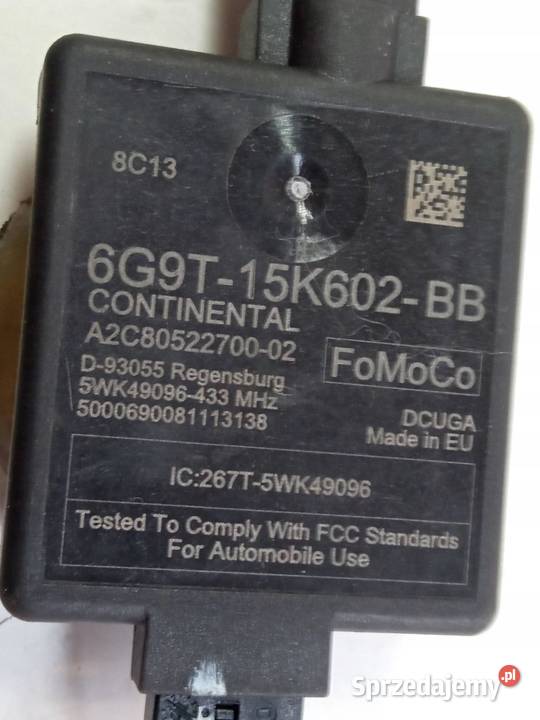 8C13
6G9T-15K602-BB
CONTINENTAL
A2C80522700-02
D-93055 Regensburg
5WK49096-433 MHz
5000690081113138
FoMoCo
DCUGA
Made in EU
IC:267T-5WK49096
Tested To Comply With FCC Standards
For Automobile Use
Sprzedajemy.pl